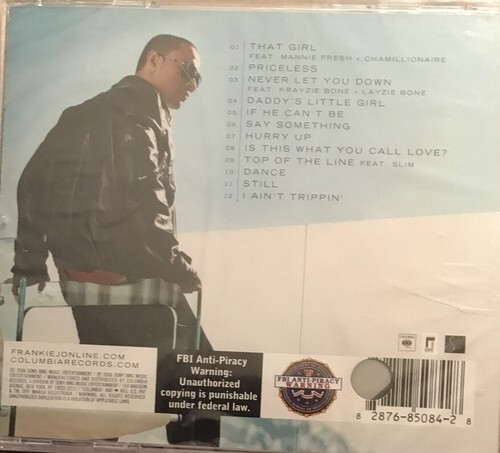 01 THAT GIRL
FEAT. MANNIE FRESH + CHAMILLIONAIRE
02 PRICELESS
03 NEVER LET YOU DOWN
FEAT. KRAYZIE BONE + LAYZIE BONE
04 DADDY'S LITTLE GIRL
05 IF HE CAN'T BE
06 SAY SOMETHING
07 HURRY UP
08 IS THIS WHAT YOU CALL LOVE?
09 TOP OF THE LINE FEAT. SLIM
10 DANCE
11 STILL
12 I AIN'T TRIPPIN'
FRANKIEJONLINE.COM
COLUMBIARECORDS.COM
FBI Anti-Piracy
Warning:
Unauthorized
copying is punishable
under federal law.
FBI ANTI-PIRACY
WARNING
8 2876-85084-2 8